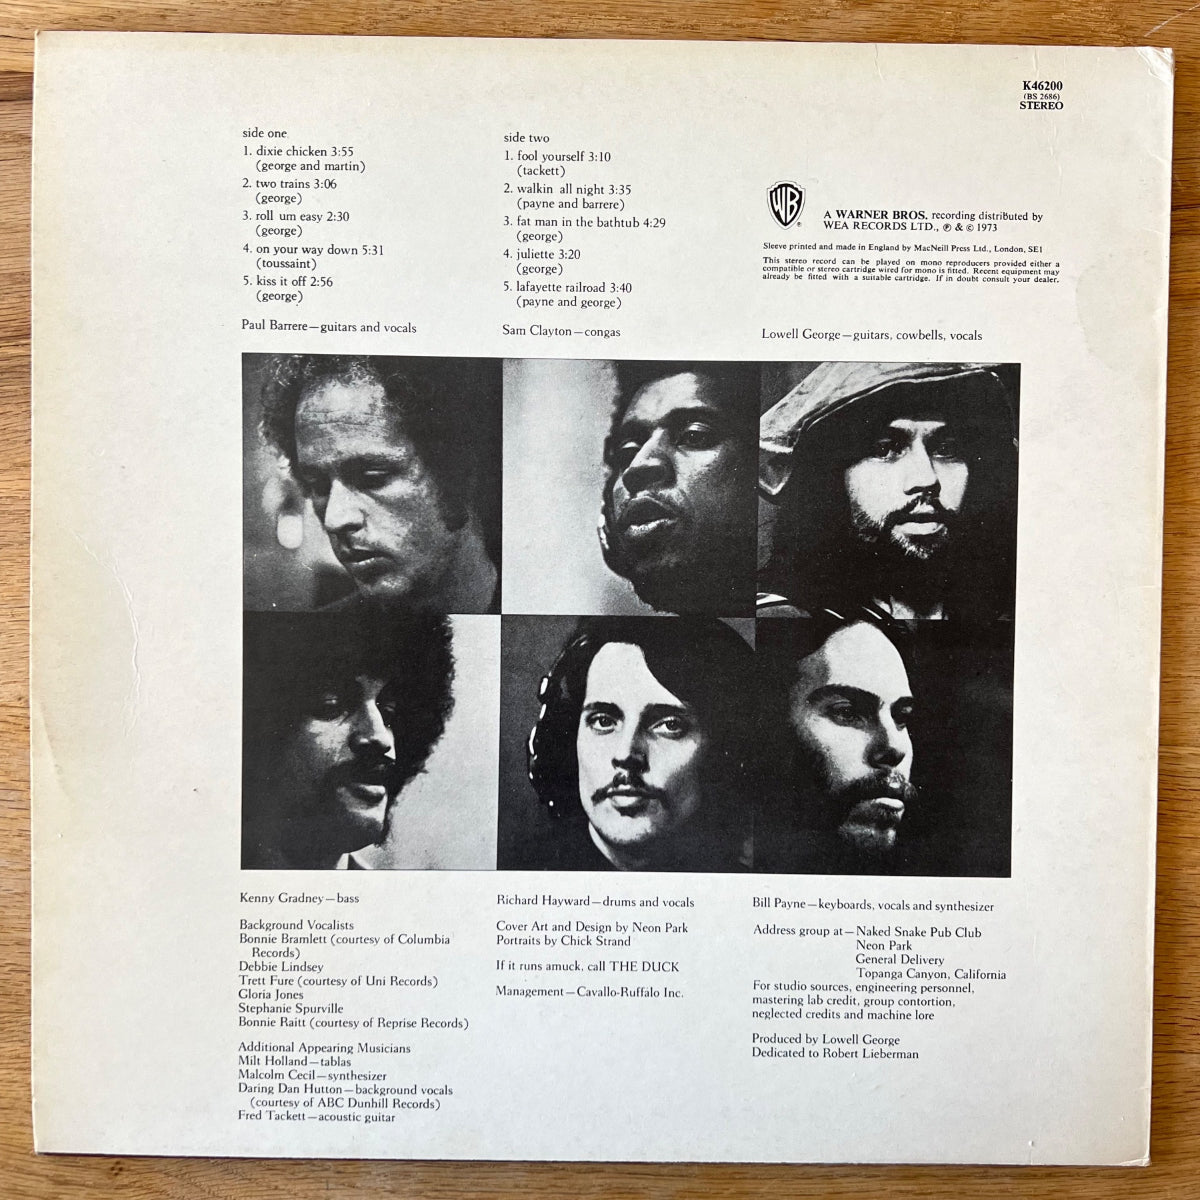 K46200
(BS 2686)
STEREO
side one
1. dixie chicken 3:55
(george and martin)
2. two trains 3:06
(george)
3. roll um easy 2:30
(george)
4. on your way down 5:31
(toussaint)
5. kiss it off 2:56
(george)
side two
1. fool yourself 3:10
(tackett)
2. walkin all night 3:35
(payne and barrere)
3. fat man in the bathtub 4:29
(george)
4. juliette 3:20
(george)
5. lafayette railroad 3:40
(payne and george)
WB
A WARNER BROS. recording distributed by
WEA RECORDS LTD., ℗ & © 1973
Sleeve printed and made in England by MacNeill Press Ltd., London, SE1
This stereo record can be played on mono reproducers provided either a
compatible or stereo cartridge wired for mono is fitted. Recent equipment may
already be fitted with a suitable cartridge. If in doubt consult your dealer.
Paul Barrere—guitars and vocals
Sam Clayton—congas
Lowell George—guitars, cowbells, vocals
Kenny Gradney—bass
Background Vocalists
Bonnie Bramlett (courtesy of Columbia
Records)
Debbie Lindsey
Trett Fure (courtesy of Uni Records)
Gloria Jones
Stephanie Spurville
Bonnie Raitt (courtesy of Reprise Records)
Additional Appearing Musicians
Milt Holland—tablas
Malcolm Cecil—synthesizer
Daring Dan Hutton—background vocals
(courtesy of ABC Dunhill Records)
Fred Tackett—acoustic guitar
Richard Hayward—drums and vocals
Cover Art and Design by Neon Park
Portraits by Chick Strand
If it runs amuck, call THE DUCK
Management—Cavallo-Ruffalo Inc.
Bill Payne—keyboards, vocals and synthesizer
Address group at—Naked Snake Pub Club
Neon Park
General Delivery
Topanga Canyon, California
For studio sources, engineering personnel,
mastering lab credit, group contortion,
neglected credits and machine lore
Produced by Lowell George
Dedicated to Robert Lieberman